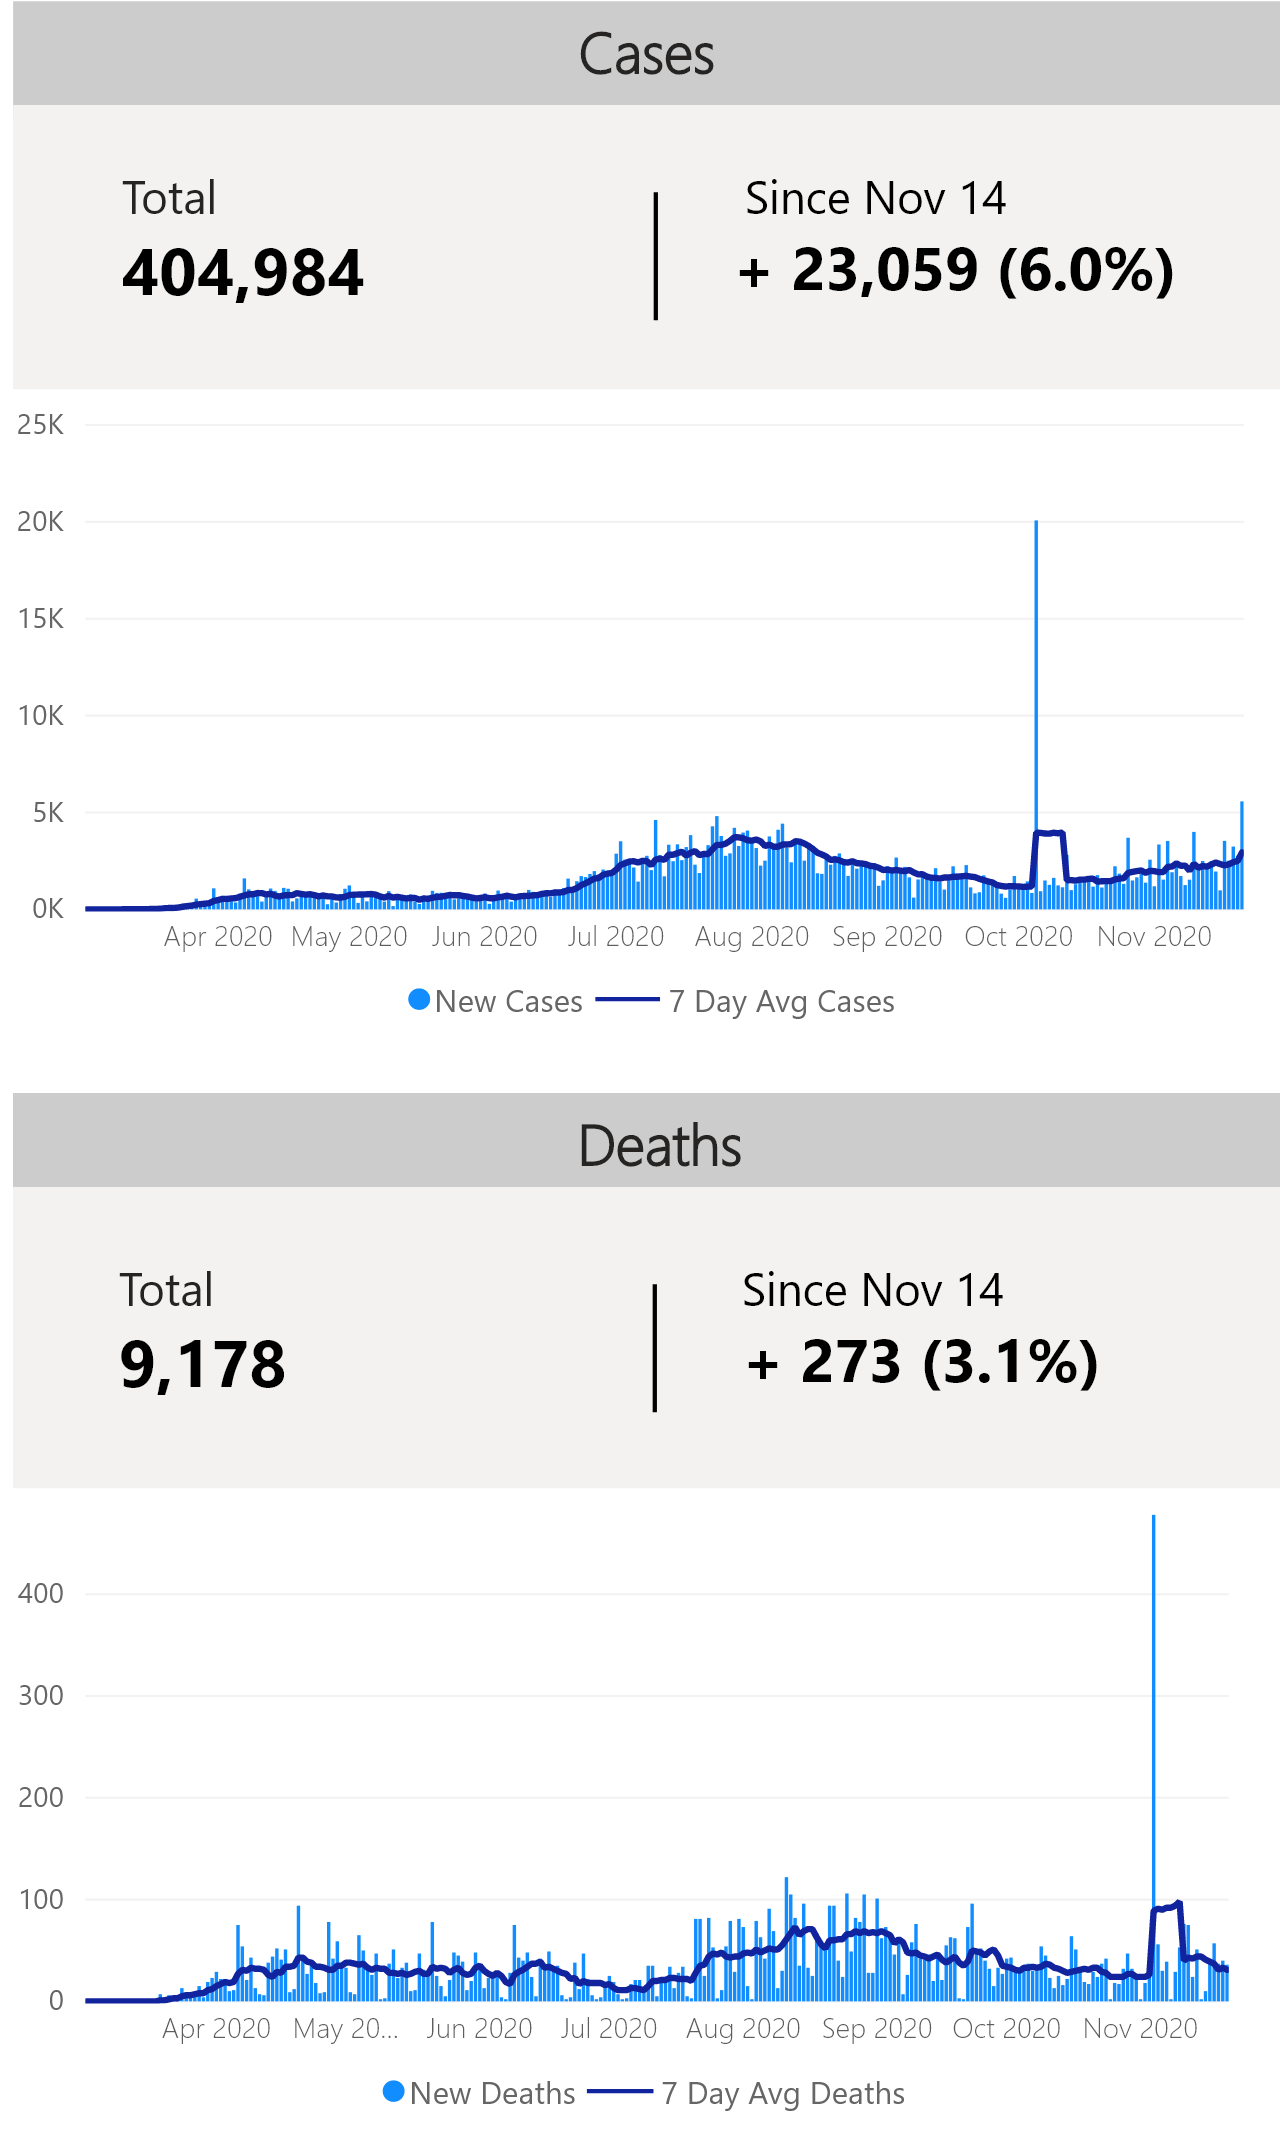 Cases
Total
Since Nov 14
404,984
+ 23,059 (6.0%)
25K
20K
15K
10K
5K
0K
Apr 2020 May 2020 Jun 2020 Jul 2020 Aug 2020 Sep 2020 Oct 2020 Nov 2020
New Cases 7 Day Avg Cases
Deaths
Total
Since Nov 14
9,178
+ 273 (3.1%)
400
300
200
100
0
Apr 2020 May 20... Jun 2020 Jul 2020 Aug 2020 Sep 2020 Oct 2020 Nov 2020
New Deaths 7 Day Avg Deaths